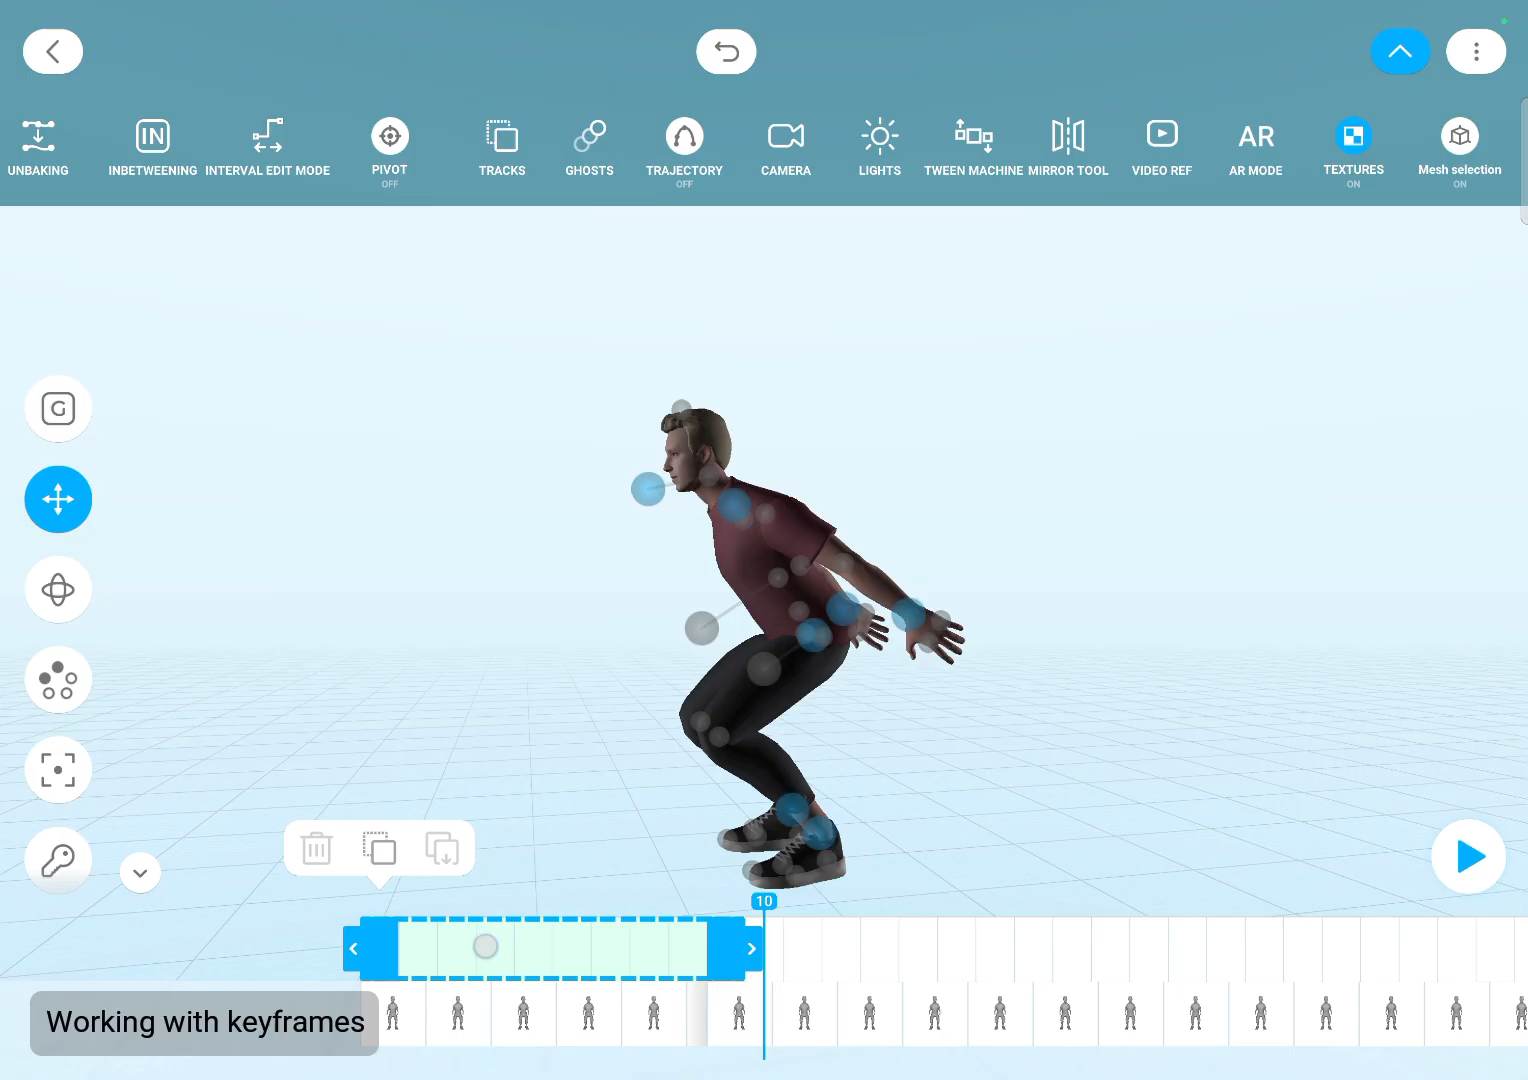 UNBAKING
IN
INBETWEENING
INTERVAL EDIT MODE
PIVOT
OFF
TRACKS
GHOSTS
TRAJECTORY
OFF
CAMERA
LIGHTS
TWEEN MACHINE
MIRROR TOOL
VIDEO REF
AR
AR MODE
TEXTURES
ON
Mesh selection
ON
G
10
Working with keyframes